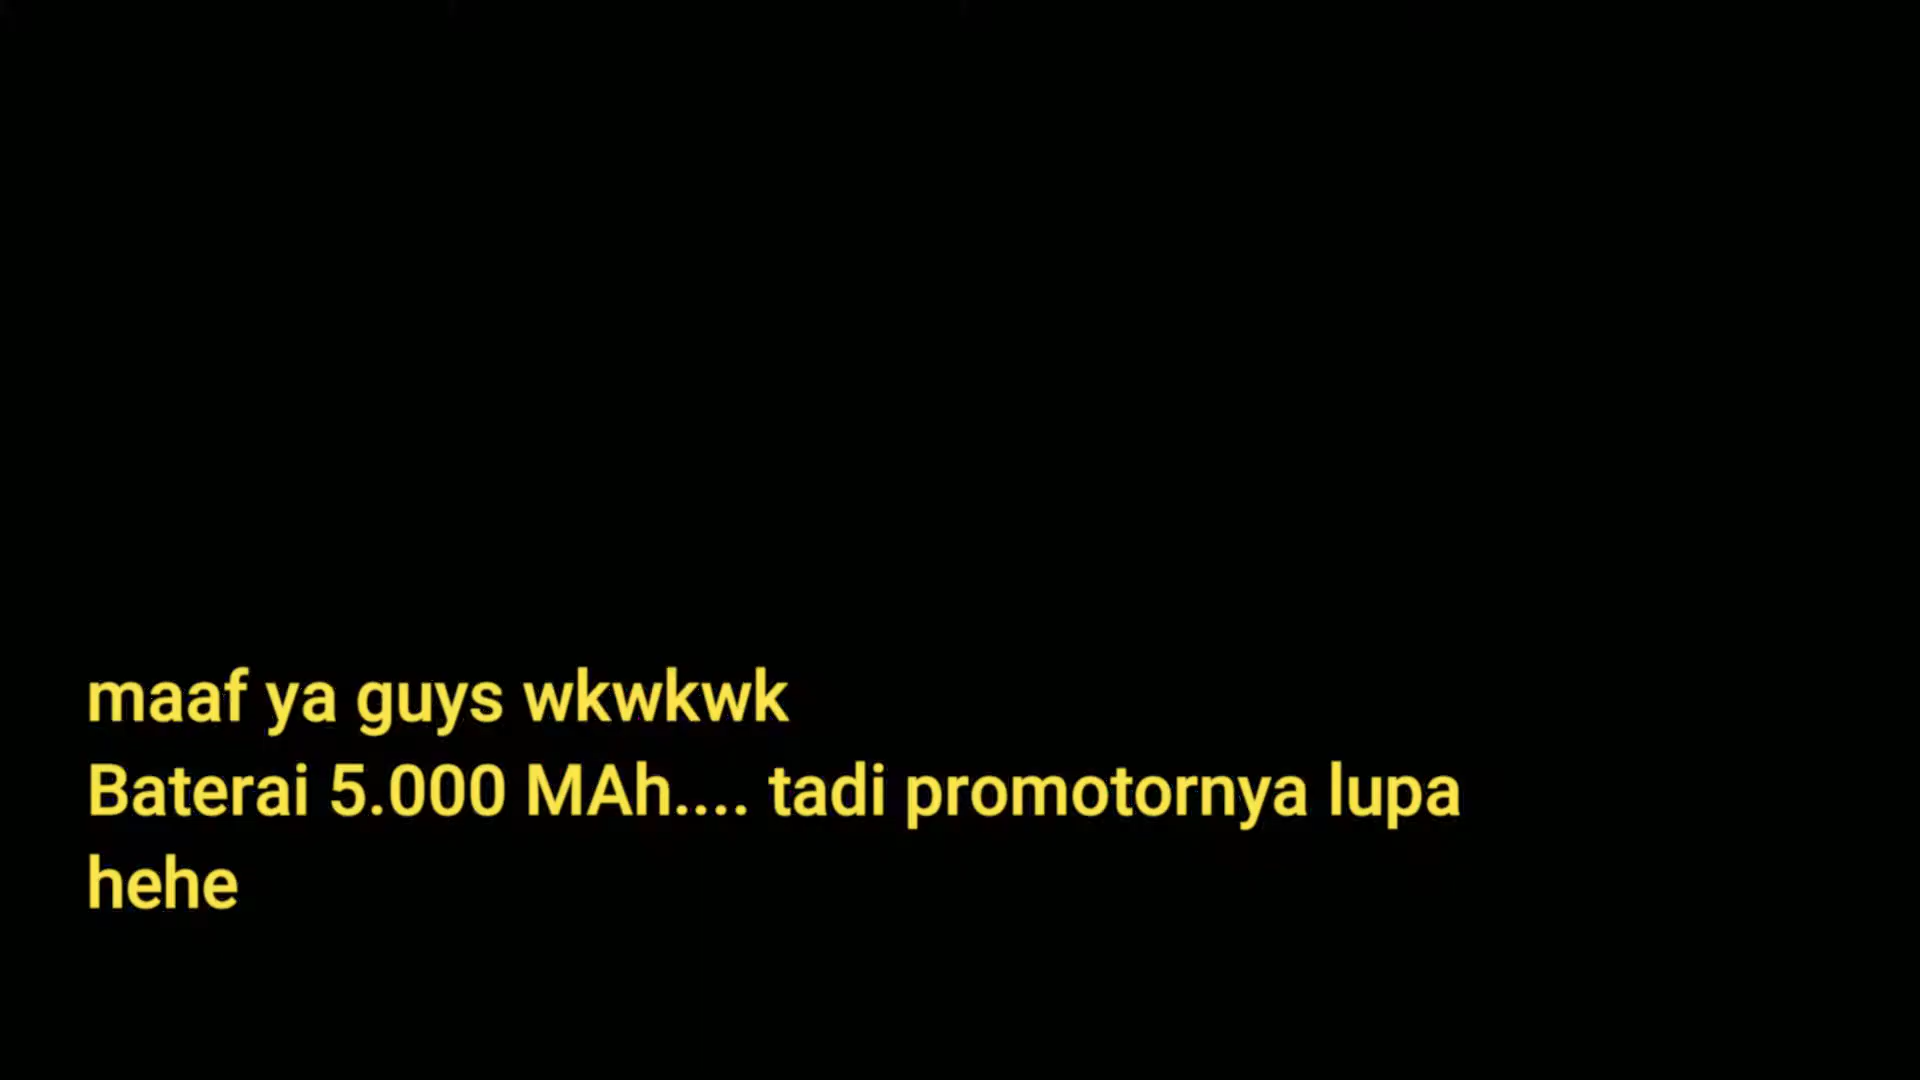 maaf ya guys wkwkwk
Baterai 5.000 MAh.... tadi promotornya lupa
hehe